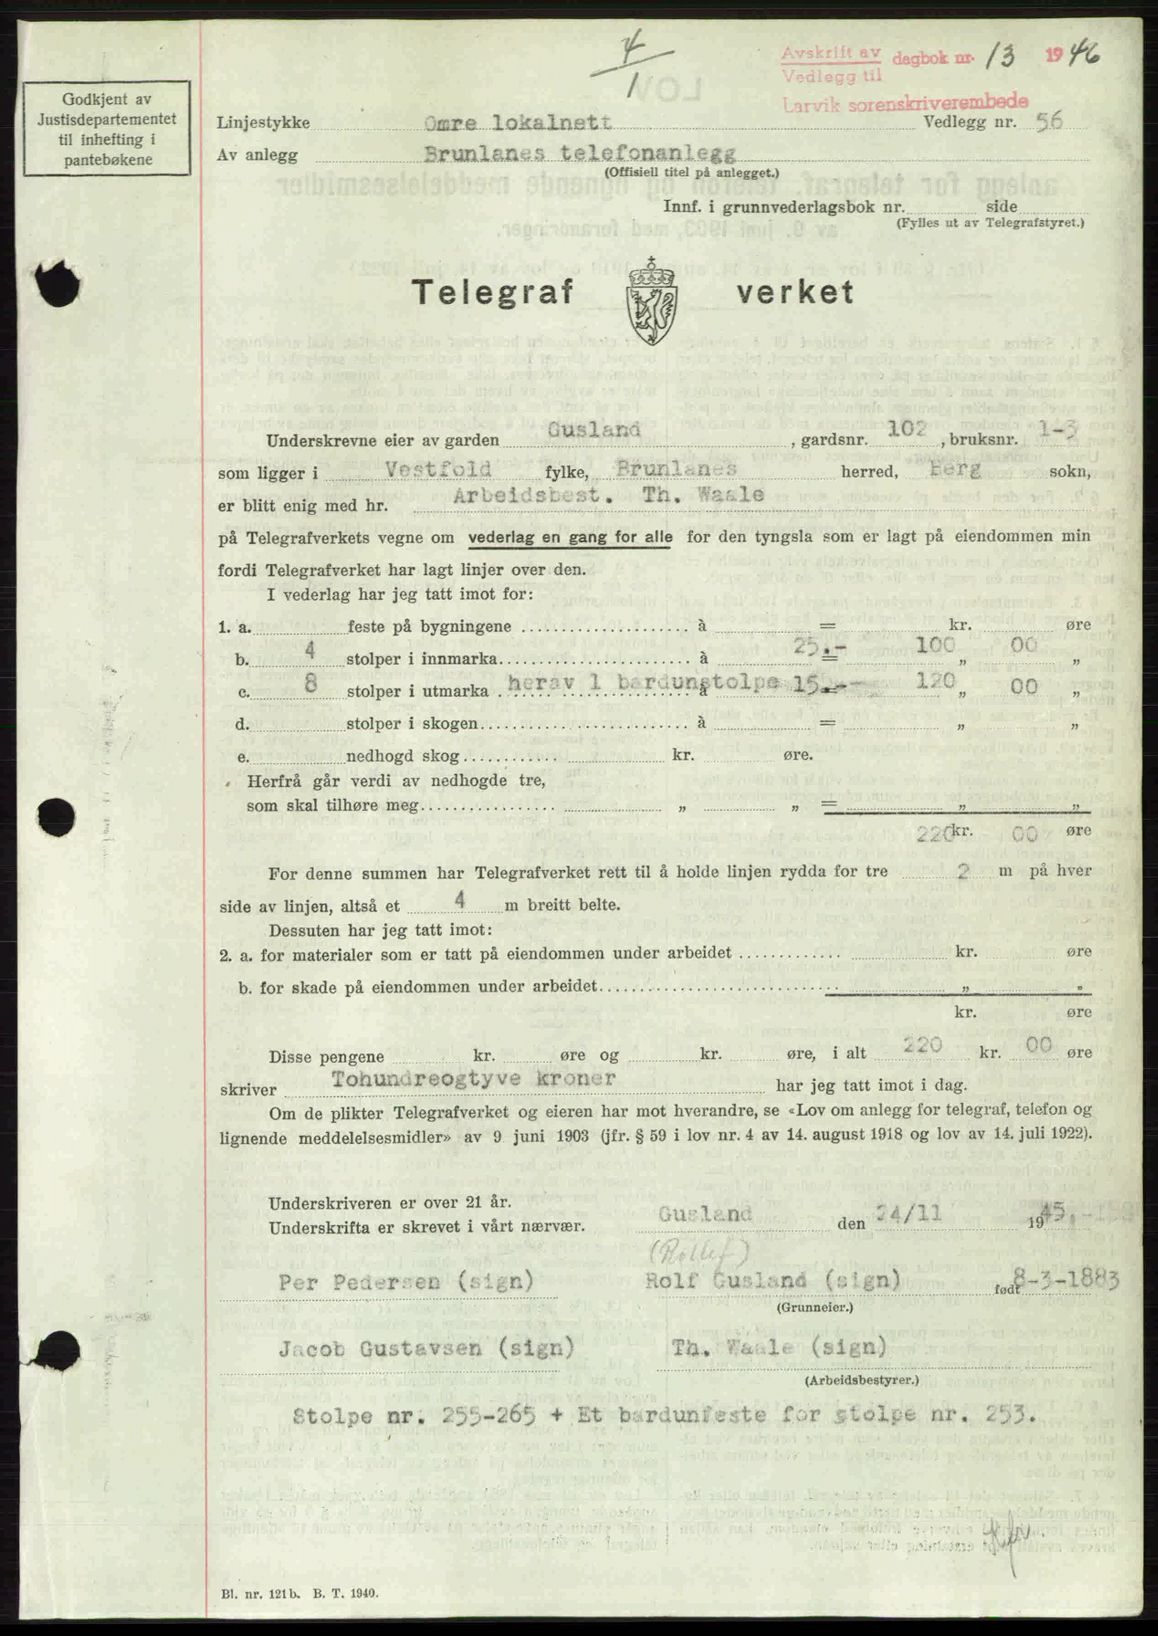 4/1
Avskrift av dagbok nr. 13 1946
Vedlegg til
Larvik sorenskriverembede
Godkjent av
Justisdepartementet
til inhefting i
pantebøkene
Linjestykke Omre lokalnett Vedlegg nr. 56
Av anlegg Brunlanes telefonanlegg
(Offisiell titel på anlegget.)
Innf. i grunnvederlagsbok nr. side
(Fylles ut av Telegrafstyret.)
Telegraf verket
Underskrevne eier av garden Gusland, gardsnr. 102, bruksnr. 1-3
som ligger i Vestfold fylke, Brunlanes herred, Berg sokn,
er blitt enig med hr. Arbeidsbest. Th. Waale
på Telegrafverkets vegne om vederlag en gang for alle for den tyngsla som er lagt på eiendommen min
fordi Telegrafverket har lagt linjer over den.
I vederlag har jeg tatt imot for:
1. a. feste på bygningene à = kr. øre
b. 4 stolper i innmarka à 25.- = 100 „ 00 „
c. 8 stolper i utmarka herav 1 bardunstolpe à 15.-- 120 „ 00 „
d. stolper i skogen à = „ „
e. nedhogd skog kr. øre.
Herfrå går verdi av nedhogde tre,
som skal tilhøre meg „ „ = „ „
220 kr. 00 øre
For denne summen har Telegrafverket rett til å holde linjen rydda for tre 2 m på hver
side av linjen, altså et 4 m breitt belte.
Dessuten har jeg tatt imot:
2. a. for materialer som er tatt på eiendommen under arbeidet kr. øre
b. for skade på eiendommen under arbeidet „ „
kr. øre
Disse pengene kr. øre og kr. øre, i alt 220 kr. 00 øre
skriver Tohundreogtyve kroner har jeg tatt imot i dag.
Om de plikter Telegrafverket og eieren har mot hverandre, se «Lov om anlegg for telegraf, telefon og
lignende meddelelsesmidler» av 9 juni 1903 (jfr. § 59 i lov nr. 4 av 14. august 1918 og lov av 14. juli 1922).
Underskriveren er over 21 år.
Underskrifta er skrevet i vårt nærvær. Gusland den 24/11 1945.
(Rollef)
Per Pedersen (sign) Rolf Gusland (sign) født 8-3-1883
(Grunneier.)
Jacob Gustavsen (sign) Th. Waale (sign)
(Arbeidsbestyrer.)
Stolpe nr. 255-265 + Et bardunfeste for stolpe nr. 253.
Bl. nr. 121 b. B. T. 1940.